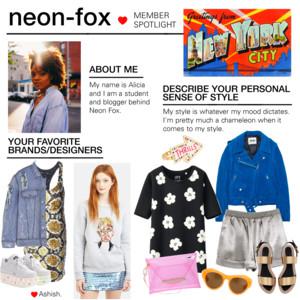 neon-fox
MEMBER
SPOTLIGHT
Greetings from
NEW YORK
CITY
ABOUT ME
My name is Alicia
and I am a student
and blogger behind
Neon Fox.
DESCRIBE YOUR PERSONAL
SENSE OF STYLE
My style is whatever my mood dictates.
I'm pretty much a chameleon when it
comes to my style.
YOUR FAVORITE
BRANDS/DESIGNERS
THRILLS
Ashish.